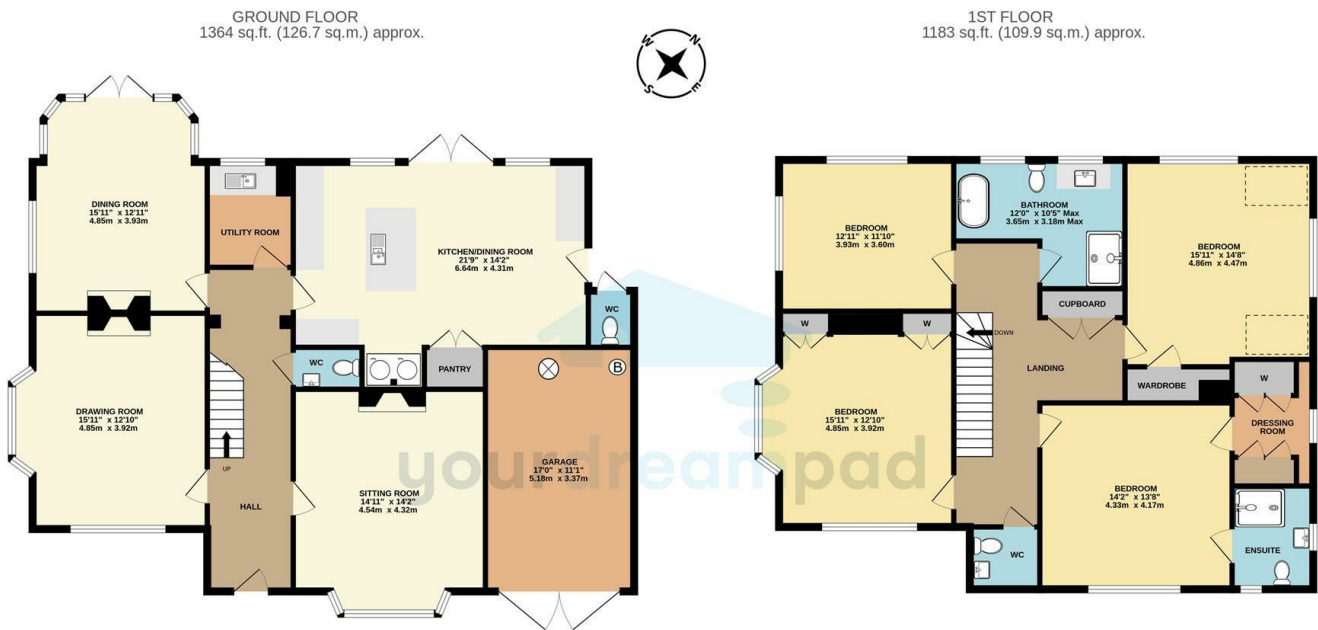 GROUND FLOOR
1364 sq.ft. (126.7 sq.m.) approx.
1ST FLOOR
1183 sq.ft. (109.9 sq.m.) approx.
W
N
S
E
DINING ROOM
15'11" x 12'11"
4.85m x 3.93m
UTILITY ROOM
KITCHEN/DINING ROOM
21'9" x 14'2"
6.64m x 4.31m
WC
WC
PANTRY
B
DRAWING ROOM
15'11" x 12'10"
4.85m x 3.92m
UP
HALL
SITTING ROOM
14'11" x 14'2"
4.54m x 4.32m
GARAGE
17'0" x 11'1"
5.18m x 3.37m
BEDROOM
12'11" x 11'10"
3.93m x 3.60m
BATHROOM
12'0" x 10'5" Max
3.65m x 3.18m Max
BEDROOM
15'11" x 14'8"
4.86m x 4.47m
CUPBOARD
W
W
DOWN
LANDING
WARDROBE
W
DRESSING
ROOM
BEDROOM
15'11" x 12'10"
4.85m x 3.92m
BEDROOM
14'2" x 13'8"
4.33m x 4.17m
WC
ENSUITE
yourdreampad